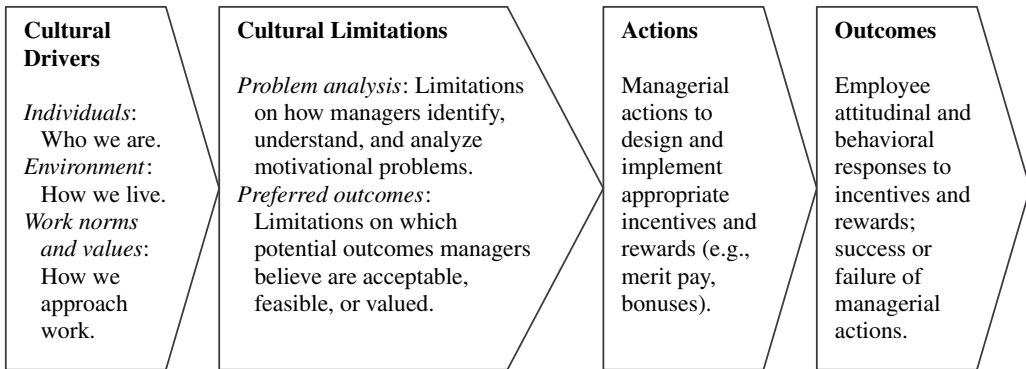 Cultural
Drivers
Individuals:
Who we are.
Environment:
How we live.
Work norms
and values:
How we
approach
work.
Cultural Limitations
Problem analysis: Limitations
on how managers identify,
understand, and analyze
motivational problems.
Preferred outcomes:
Limitations on which
potential outcomes managers
believe are acceptable,
feasible, or valued.
Actions
Managerial
actions to
design and
implement
appropriate
incentives and
rewards (e.g.,
merit pay,
bonuses).
Outcomes
Employee
attitudinal and
behavioral
responses to
incentives and
rewards;
success or
failure of
managerial
actions.